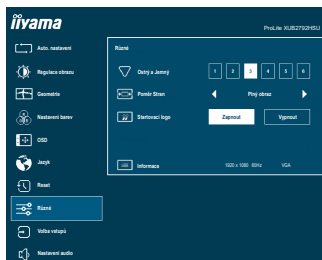 iiyama
ProLite XUB2792HSU
Auto. nastavení
Různé
Regulace obrazu
Ostrý a Jemný
1 2 3 4 5 6
Geometrie
Poměr Stran
Plný obraz
Nastavení barev
Startovací logo
Zapnout
Vypnout
OSD
Jazyk
Informace
1920 x 1080 60Hz
VGA
Reset
Různé
Volba vstupů
Nastavení audio